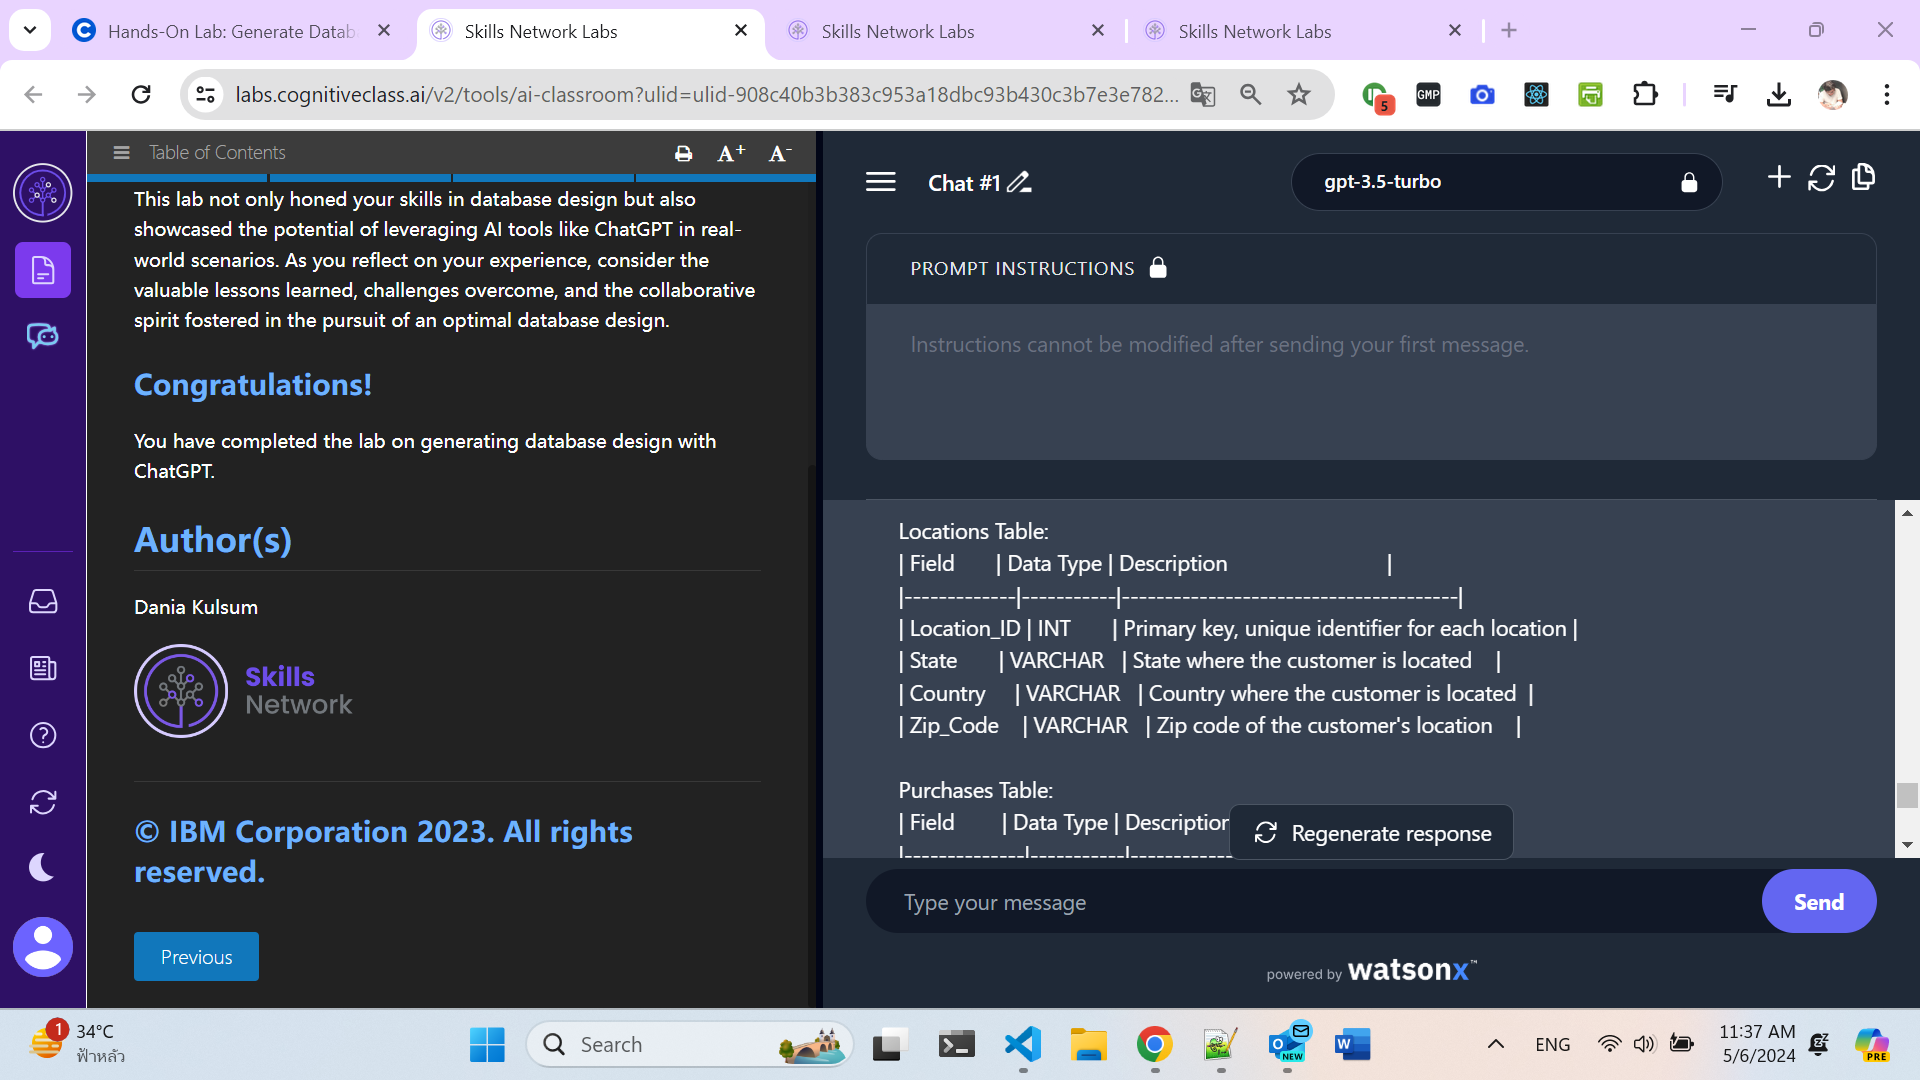 Hands-On Lab: Generate Datab
Skills Network Labs
Skills Network Labs
Skills Network Labs
labs.cognitiveclass.ai/v2/tools/ai-classroom?ulid=ulid-908c40b3b383c953a18dbc93b430c3b7e3e782...
5
GMP
Table of Contents
A+
A-
This lab not only honed your skills in database design but also
showcased the potential of leveraging AI tools like ChatGPT in real-
world scenarios. As you reflect on your experience, consider the
valuable lessons learned, challenges overcome, and the collaborative
spirit fostered in the pursuit of an optimal database design.
Congratulations!
You have completed the lab on generating database design with
ChatGPT.
Author(s)
Dania Kulsum
Skills
Network
© IBM Corporation 2023. All rights
reserved.
Previous
Chat #1
gpt-3.5-turbo
PROMPT INSTRUCTIONS
Instructions cannot be modified after sending your first message.
Locations Table:
| Field | Data Type | Description |
|-------------|-----------|---------------------------------------|
| Location_ID | INT | Primary key, unique identifier for each location |
| State | VARCHAR | State where the customer is located |
| Country | VARCHAR | Country where the customer is located |
| Zip_Code | VARCHAR | Zip code of the customer's location |
Purchases Table:
| Field | Data Type | Description
|--------------|-----------|------------
Regenerate response
Type your message
Send
powered by watsonx™
1
34°C
ฟ้าหลัว
Search
NEW
W
ENG
11:37 AM
5/6/2024
PRE